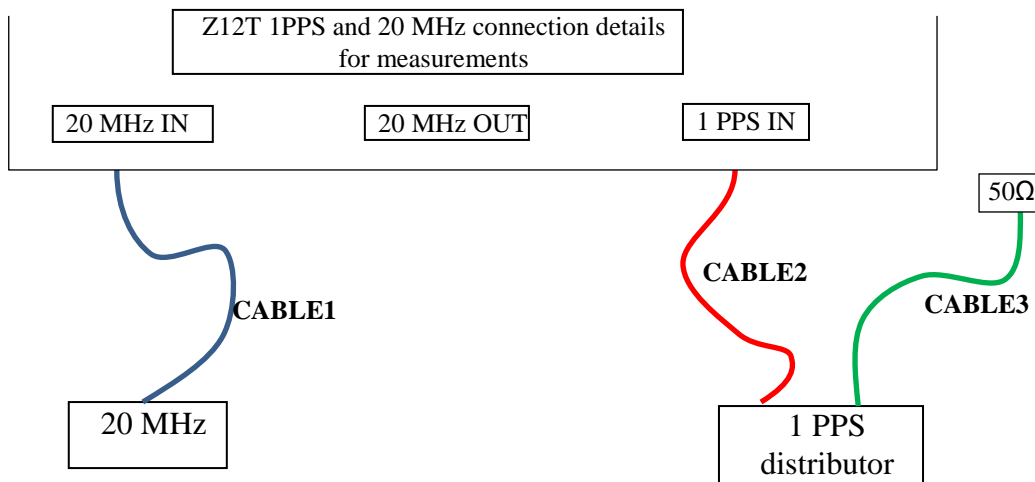 Z12T 1PPS and 20 MHz connection details
for measurements
20 MHz IN
20 MHz OUT
1 PPS IN
50Ω
CABLE2
CABLE1
CABLE3
20 MHz
1 PPS
distributor